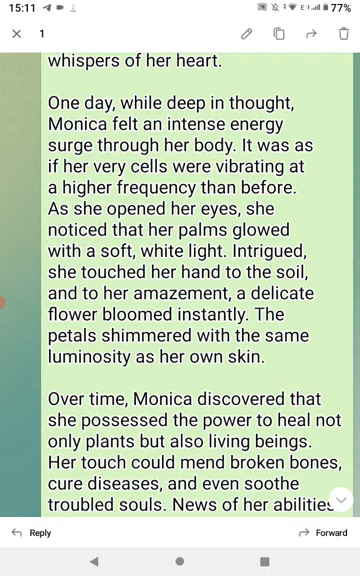 15:11
77%
1
whispers of her heart.
One day, while deep in thought,
Monica felt an intense energy
surge through her body. It was as
if her very cells were vibrating at
a higher frequency than before.
As she opened her eyes, she
noticed that her palms glowed
with a soft, white light. Intrigued,
she touched her hand to the soil,
and to her amazement, a delicate
flower bloomed instantly. The
petals shimmered with the same
luminosity as her own skin.
Over time, Monica discovered that
she possessed the power to heal not
only plants but also living beings.
Her touch could mend broken bones,
cure diseases, and even soothe
troubled souls. News of her abilities
Reply
Forward